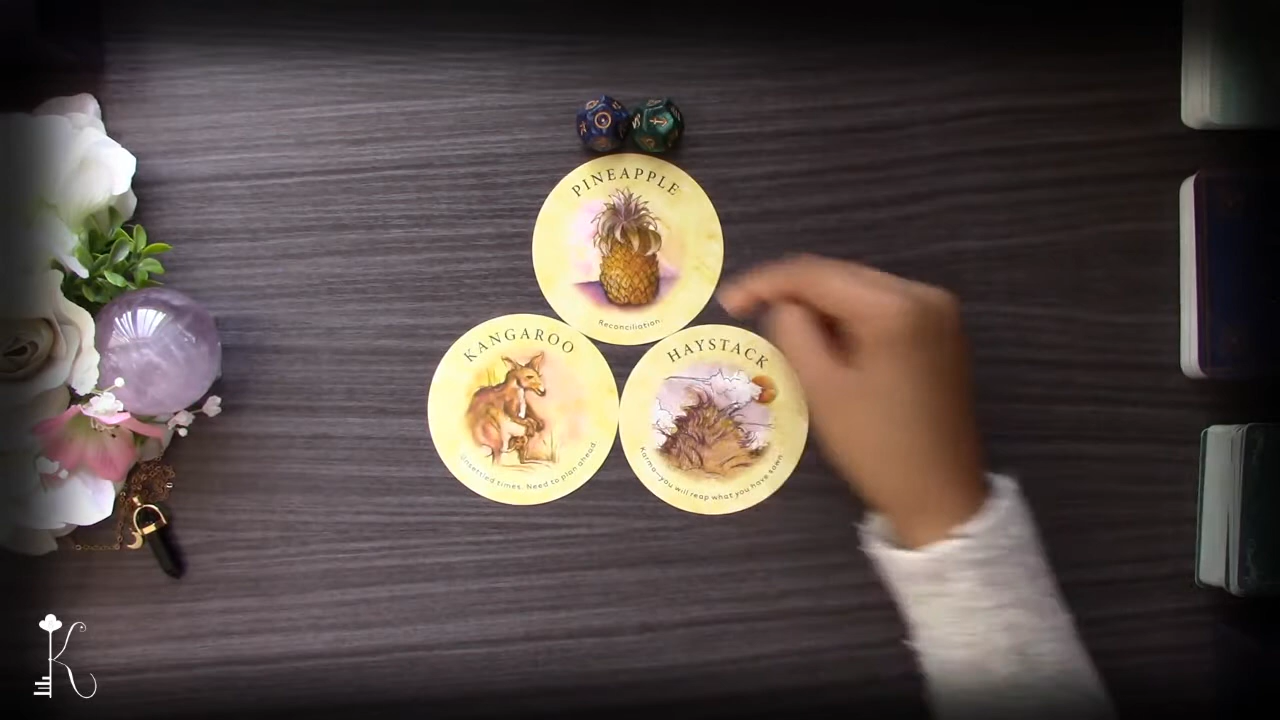 PINEAPPLE
Reconciliation.
KANGAROO
Unsettled times. Need to plan ahead.
HAYSTACK
Karma—you will reap what you have sown
K